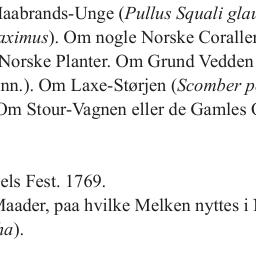 Haabrands-Unge (Pullus Squali glau
aximus). Om nogle Norske Coraller
Norske Planter. Om Grund Vedden
nn.). Om Laxe-Størjen (Scomber p
Om Stour-Vagnen eller de Gamles
els Fest. 1769.
Maader, paa hvilke Melken nyttes i
na).